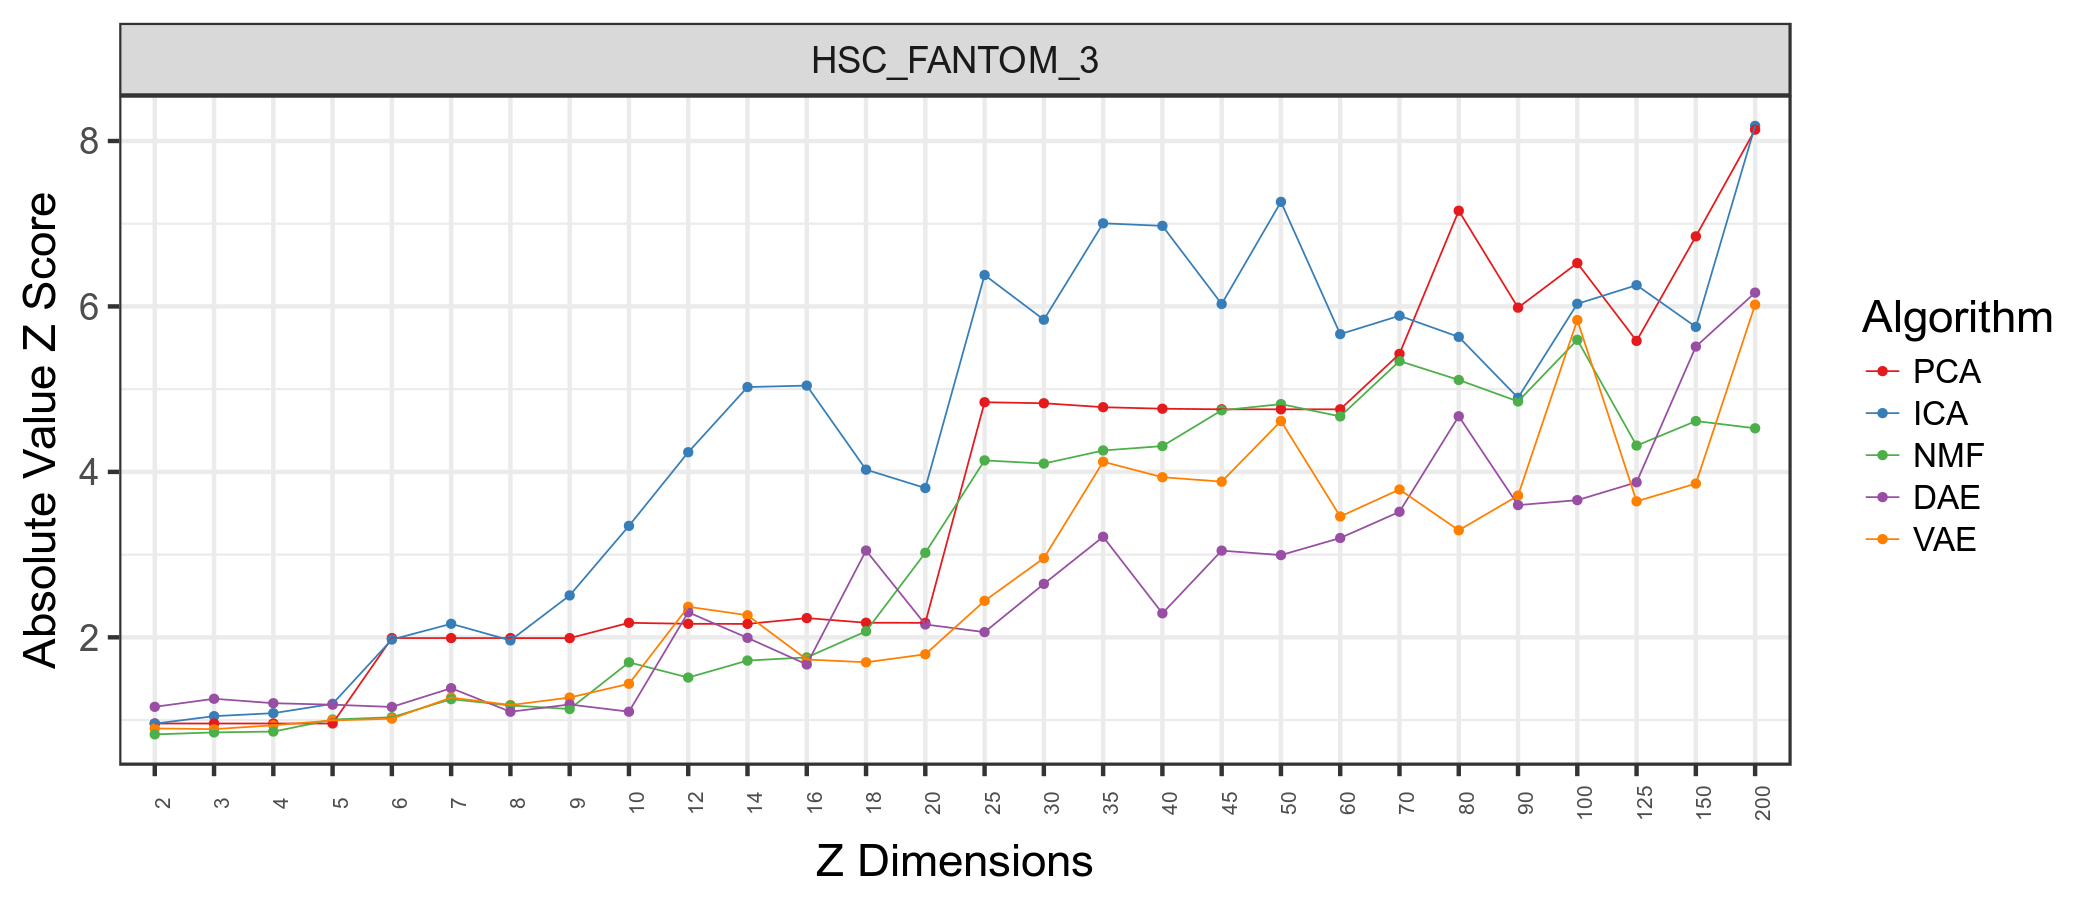 HSC_FANTOM_3
Absolute Value Z Score
8
6
4
2
2 3 4 5 6 7 8 9 10 12 14 16 18 20 25 30 35 40 45 50 60 70 80 90 100 125 150 200
Z Dimensions
Algorithm
PCA
ICA
NMF
DAE
VAE